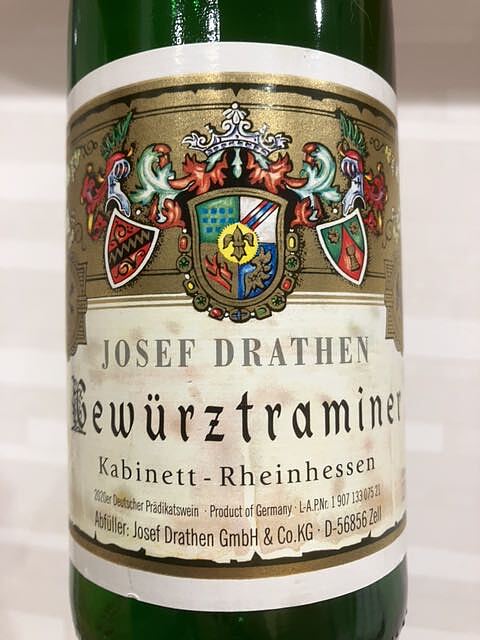 JOSEF DRATHEN
Gewürztraminer
Kabinett-Rheinhessen
2020er Deutscher Prädikatswein · Product of Germany · L-A.P.Nr. 1 907 133 075 21
Abfüller: Josef Drathen GmbH & Co.KG · D-56856 Zell